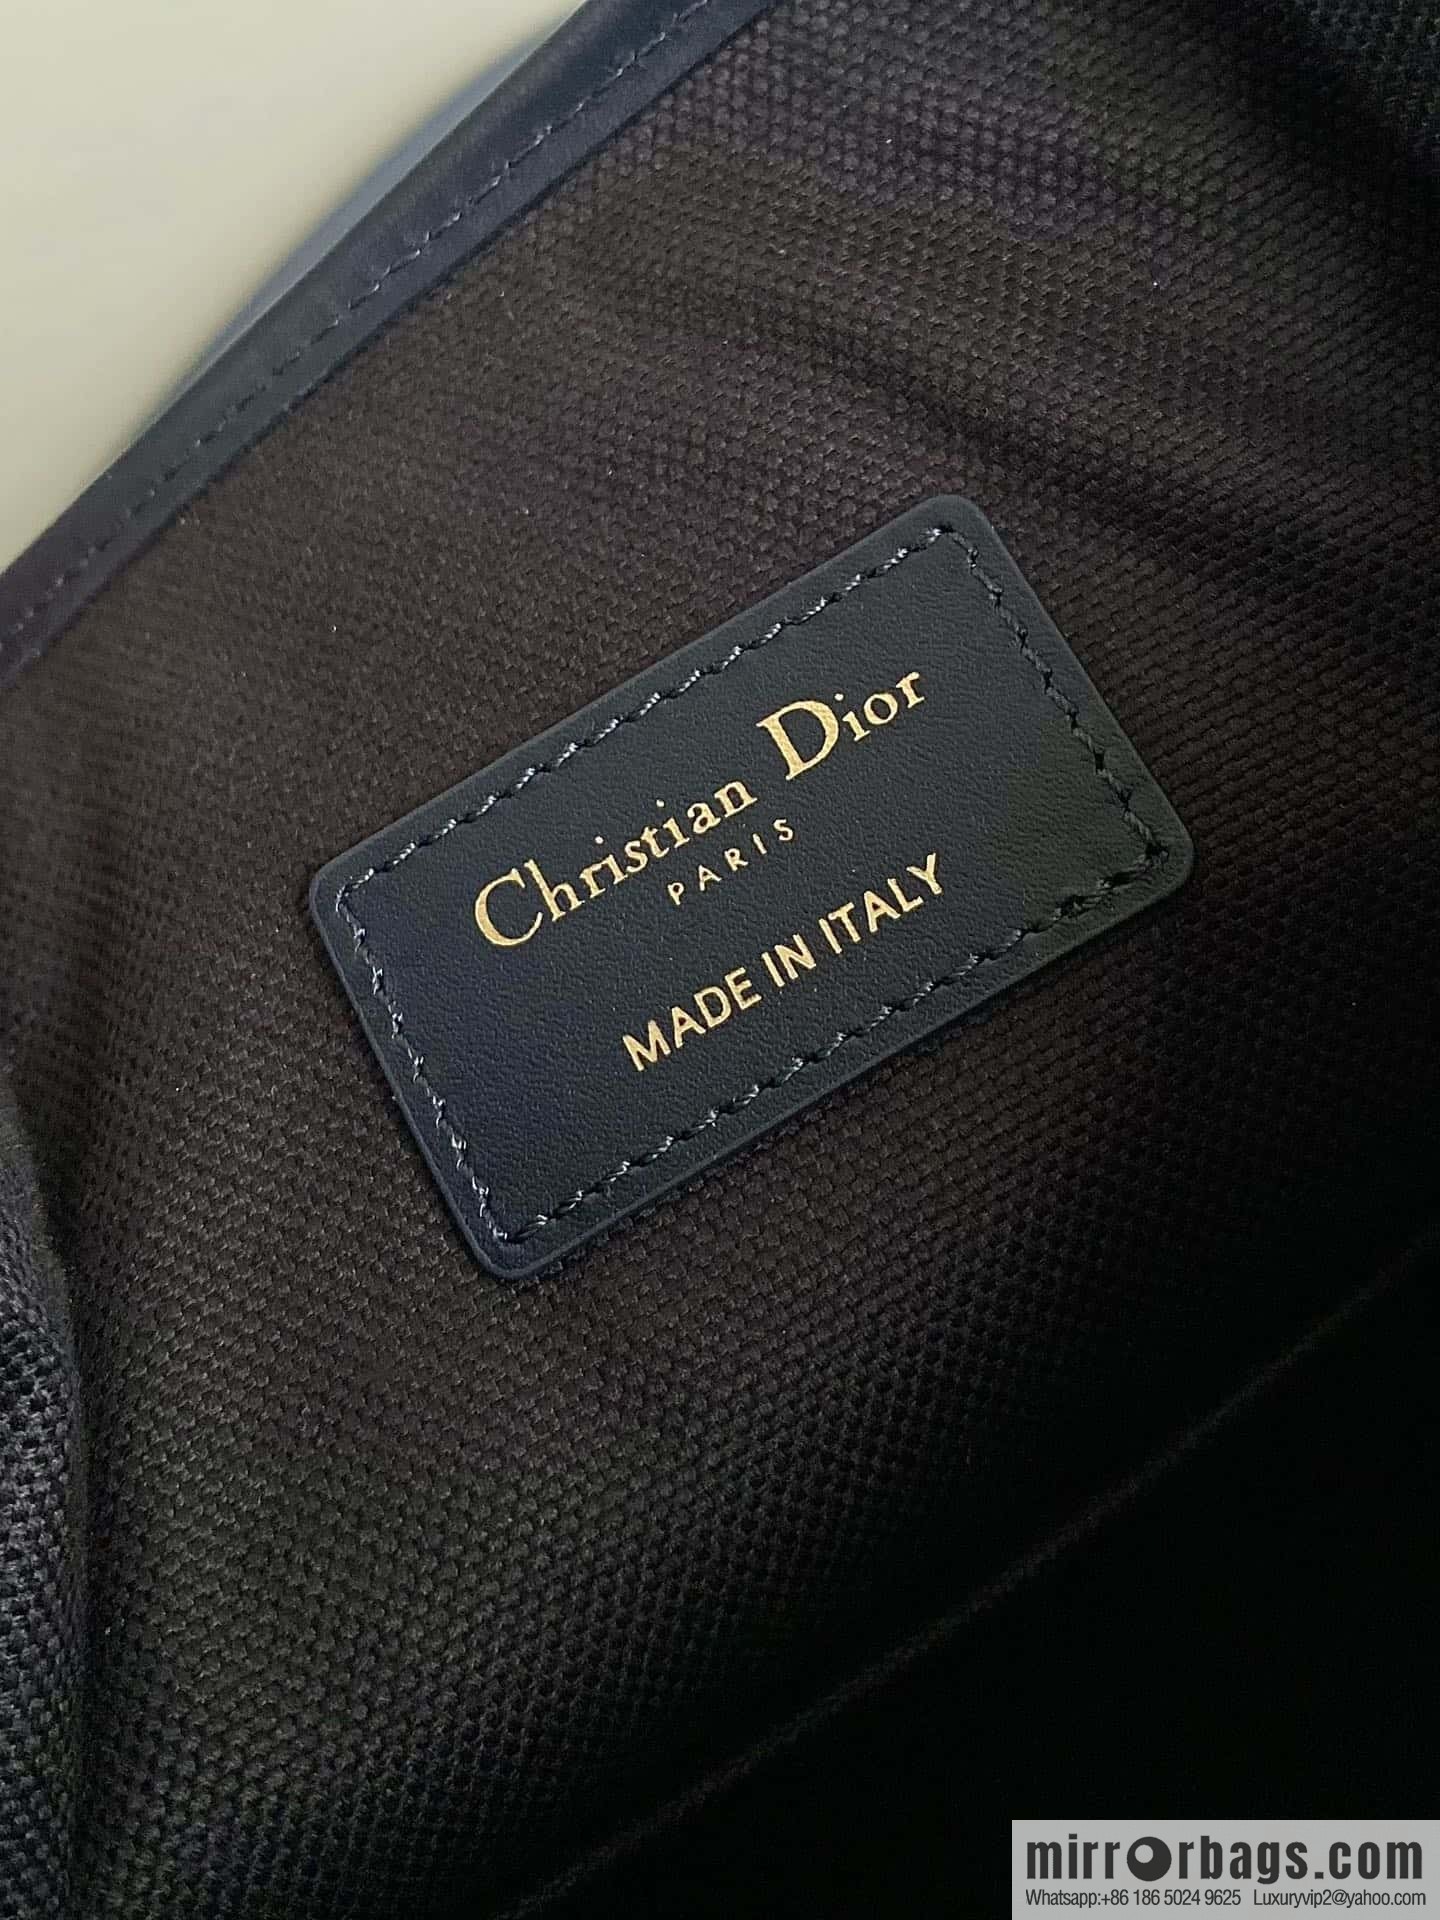 Christian Dior
PARIS
MADE IN ITALY
mirrorbags.com
Whatsapp:+86 186 5024 9625 Luxuryvip2@yahoo.com